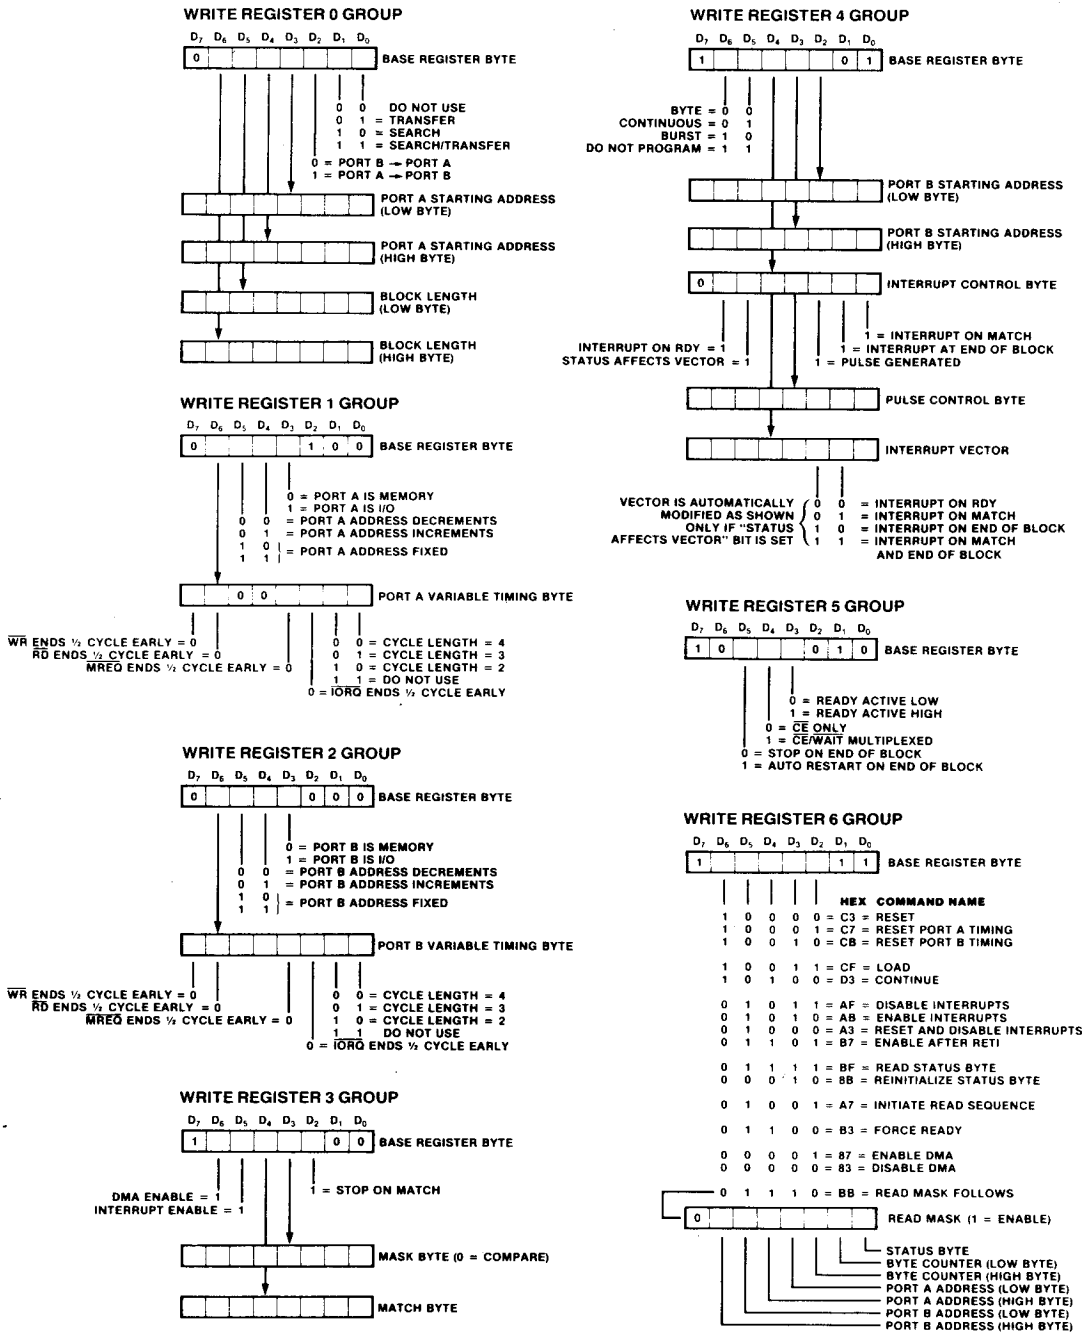 WRITE REGISTER 0 GROUP
D7 D6 D5 D4 D3 D2 D1 D0
0 BASE REGISTER BYTE
0 0 DO NOT USE
0 1 = TRANSFER
1 0 = SEARCH
1 1 = SEARCH/TRANSFER
0 = PORT B → PORT A
1 = PORT A → PORT B
PORT A STARTING ADDRESS
(LOW BYTE)
PORT A STARTING ADDRESS
(HIGH BYTE)
BLOCK LENGTH
(LOW BYTE)
BLOCK LENGTH
(HIGH BYTE)
WRITE REGISTER 1 GROUP
D7 D6 D5 D4 D3 D2 D1 D0
0 1 0 0 BASE REGISTER BYTE
0 = PORT A IS MEMORY
1 = PORT A IS I/O
0 0 = PORT A ADDRESS DECREMENTS
0 1 = PORT A ADDRESS INCREMENTS
1 0
1 1 = PORT A ADDRESS FIXED
0 0 PORT A VARIABLE TIMING BYTE
WR ENDS ½ CYCLE EARLY = 0
RD ENDS ½ CYCLE EARLY = 0
MREQ ENDS ½ CYCLE EARLY = 0
0 0 = CYCLE LENGTH = 4
0 1 = CYCLE LENGTH = 3
1 0 = CYCLE LENGTH = 2
1 1 = DO NOT USE
0 = IORQ ENDS ½ CYCLE EARLY
WRITE REGISTER 2 GROUP
D7 D6 D5 D4 D3 D2 D1 D0
0 0 0 0 BASE REGISTER BYTE
0 = PORT B IS MEMORY
1 = PORT B IS I/O
0 0 = PORT B ADDRESS DECREMENTS
0 1 = PORT B ADDRESS INCREMENTS
1 0
1 1 = PORT B ADDRESS FIXED
PORT B VARIABLE TIMING BYTE
WR ENDS ½ CYCLE EARLY = 0
RD ENDS ½ CYCLE EARLY = 0
MREQ ENDS ½ CYCLE EARLY = 0
0 0 = CYCLE LENGTH = 4
0 1 = CYCLE LENGTH = 3
1 0 = CYCLE LENGTH = 2
1 1 DO NOT USE
0 = IORQ ENDS ½ CYCLE EARLY
WRITE REGISTER 3 GROUP
D7 D6 D5 D4 D3 D2 D1 D0
1 0 0 BASE REGISTER BYTE
DMA ENABLE = 1
INTERRUPT ENABLE = 1
1 = STOP ON MATCH
MASK BYTE (0 = COMPARE)
MATCH BYTE
WRITE REGISTER 4 GROUP
D7 D6 D5 D4 D3 D2 D1 D0
1 0 1 BASE REGISTER BYTE
BYTE = 0 0
CONTINUOUS = 0 1
BURST = 1 0
DO NOT PROGRAM = 1 1
PORT B STARTING ADDRESS
(LOW BYTE)
PORT B STARTING ADDRESS
(HIGH BYTE)
0 INTERRUPT CONTROL BYTE
INTERRUPT ON RDY = 1
STATUS AFFECTS VECTOR = 1
1 = INTERRUPT ON MATCH
1 = INTERRUPT AT END OF BLOCK
1 = PULSE GENERATED
PULSE CONTROL BYTE
INTERRUPT VECTOR
VECTOR IS AUTOMATICALLY
MODIFIED AS SHOWN
ONLY IF "STATUS
AFFECTS VECTOR" BIT IS SET
0 0 = INTERRUPT ON RDY
0 1 = INTERRUPT ON MATCH
1 0 = INTERRUPT ON END OF BLOCK
1 1 = INTERRUPT ON MATCH
AND END OF BLOCK
WRITE REGISTER 5 GROUP
D7 D6 D5 D4 D3 D2 D1 D0
1 0 0 1 0 BASE REGISTER BYTE
0 = READY ACTIVE LOW
1 = READY ACTIVE HIGH
0 = CE ONLY
1 = CE/WAIT MULTIPLEXED
0 = STOP ON END OF BLOCK
1 = AUTO RESTART ON END OF BLOCK
WRITE REGISTER 6 GROUP
D7 D6 D5 D4 D3 D2 D1 D0
1 1 1 BASE REGISTER BYTE
HEX COMMAND NAME
1 0 0 0 0 = C3 = RESET
1 0 0 0 1 = C7 = RESET PORT A TIMING
1 0 0 1 0 = CB = RESET PORT B TIMING
1 0 0 1 1 = CF = LOAD
1 0 1 0 0 = D3 = CONTINUE
0 1 0 1 1 = AF = DISABLE INTERRUPTS
0 1 0 1 0 = AB = ENABLE INTERRUPTS
0 1 0 0 0 = A3 = RESET AND DISABLE INTERRUPTS
0 1 1 0 1 = B7 = ENABLE AFTER RETI
0 1 1 1 1 = BF = READ STATUS BYTE
0 0 0 1 0 = 8B = REINITIALIZE STATUS BYTE
0 1 0 0 1 = A7 = INITIATE READ SEQUENCE
0 1 1 0 0 = B3 = FORCE READY
0 0 0 0 1 = 87 = ENABLE DMA
0 0 0 0 0 = 83 = DISABLE DMA
0 1 1 1 0 = BB = READ MASK FOLLOWS
0 READ MASK (1 = ENABLE)
STATUS BYTE
BYTE COUNTER (LOW BYTE)
BYTE COUNTER (HIGH BYTE)
PORT A ADDRESS (LOW BYTE)
PORT A ADDRESS (HIGH BYTE)
PORT B ADDRESS (LOW BYTE)
PORT B ADDRESS (HIGH BYTE)